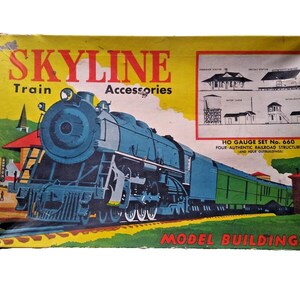 SKYLINE
Train Accessories
HO GAUGE SET No. 660
FOUR AUTHENTIC RAILROAD STRUCTURES
MODEL BUILDING